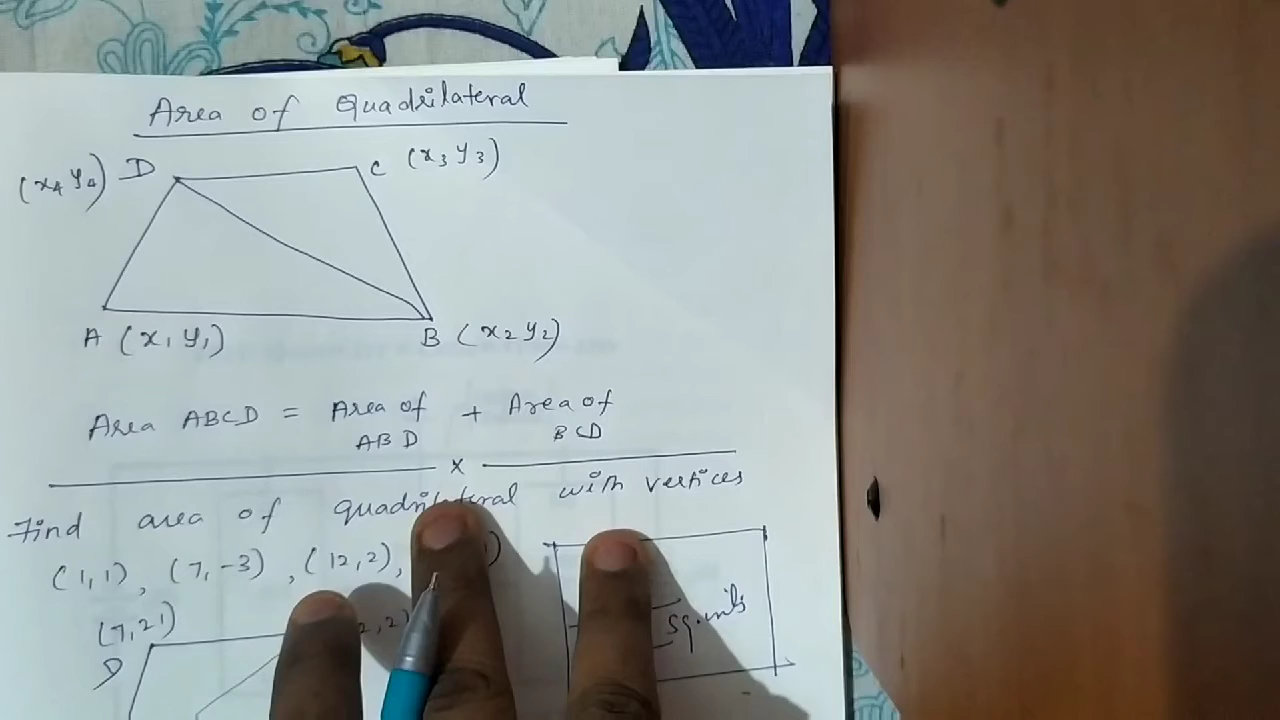 Area of Quadrilateral
(x4 y4) D
C (x3 y3)
A (x1 y1)
B (x2 y2)
Area ABCD = Area of ABD + Area of BCD
x
Find area of quadrilateral with vertices
(1,1), (7,-3), (12,2),
(7,21)
D
sq.units